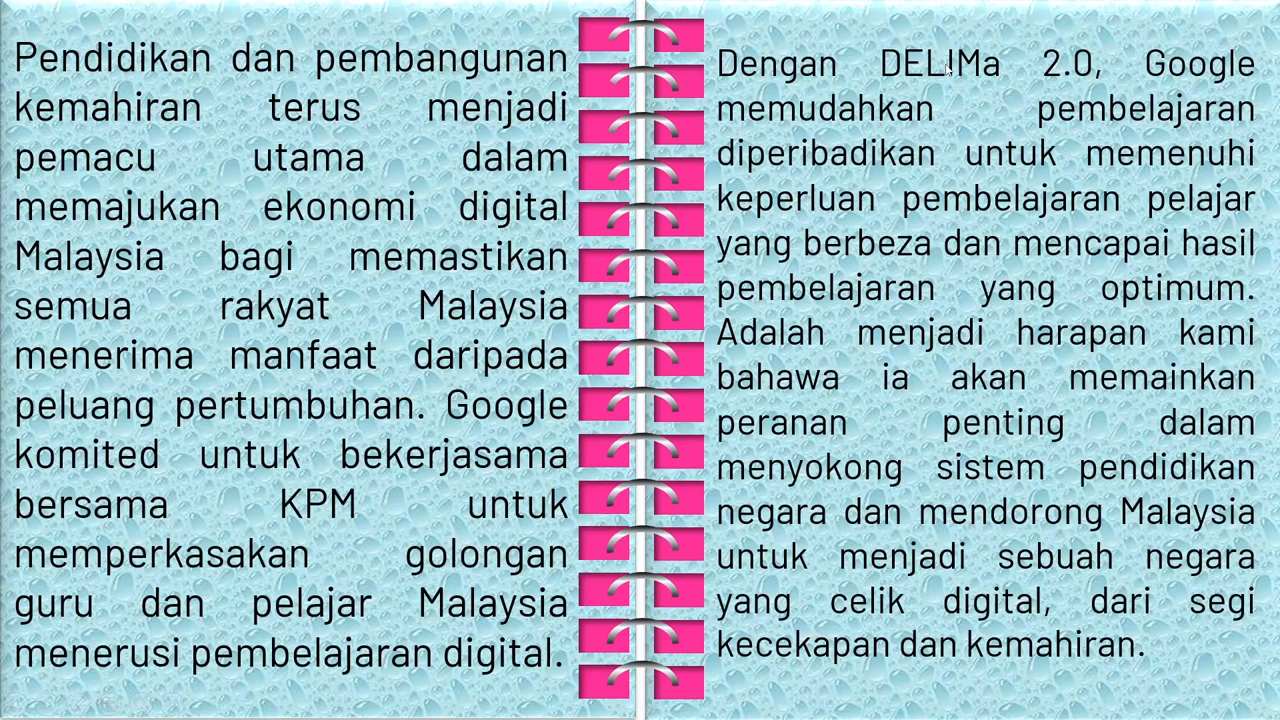 Pendidikan dan pembangunan
kemahiran terus menjadi
pemacu utama dalam
memajukan ekonomi digital
Malaysia bagi memastikan
semua rakyat Malaysia
menerima manfaat daripada
peluang pertumbuhan. Google
komited untuk bekerjasama
bersama KPM untuk
memperkasakan golongan
guru dan pelajar Malaysia
menerusi pembelajaran digital.
Dengan DELIMa 2.0, Google
memudahkan pembelajaran
diperibadikan untuk memenuhi
keperluan pembelajaran pelajar
yang berbeza dan mencapai hasil
pembelajaran yang optimum.
Adalah menjadi harapan kami
bahawa ia akan memainkan
peranan penting dalam
menyokong sistem pendidikan
negara dan mendorong Malaysia
untuk menjadi sebuah negara
yang celik digital, dari segi
kecekapan dan kemahiran.